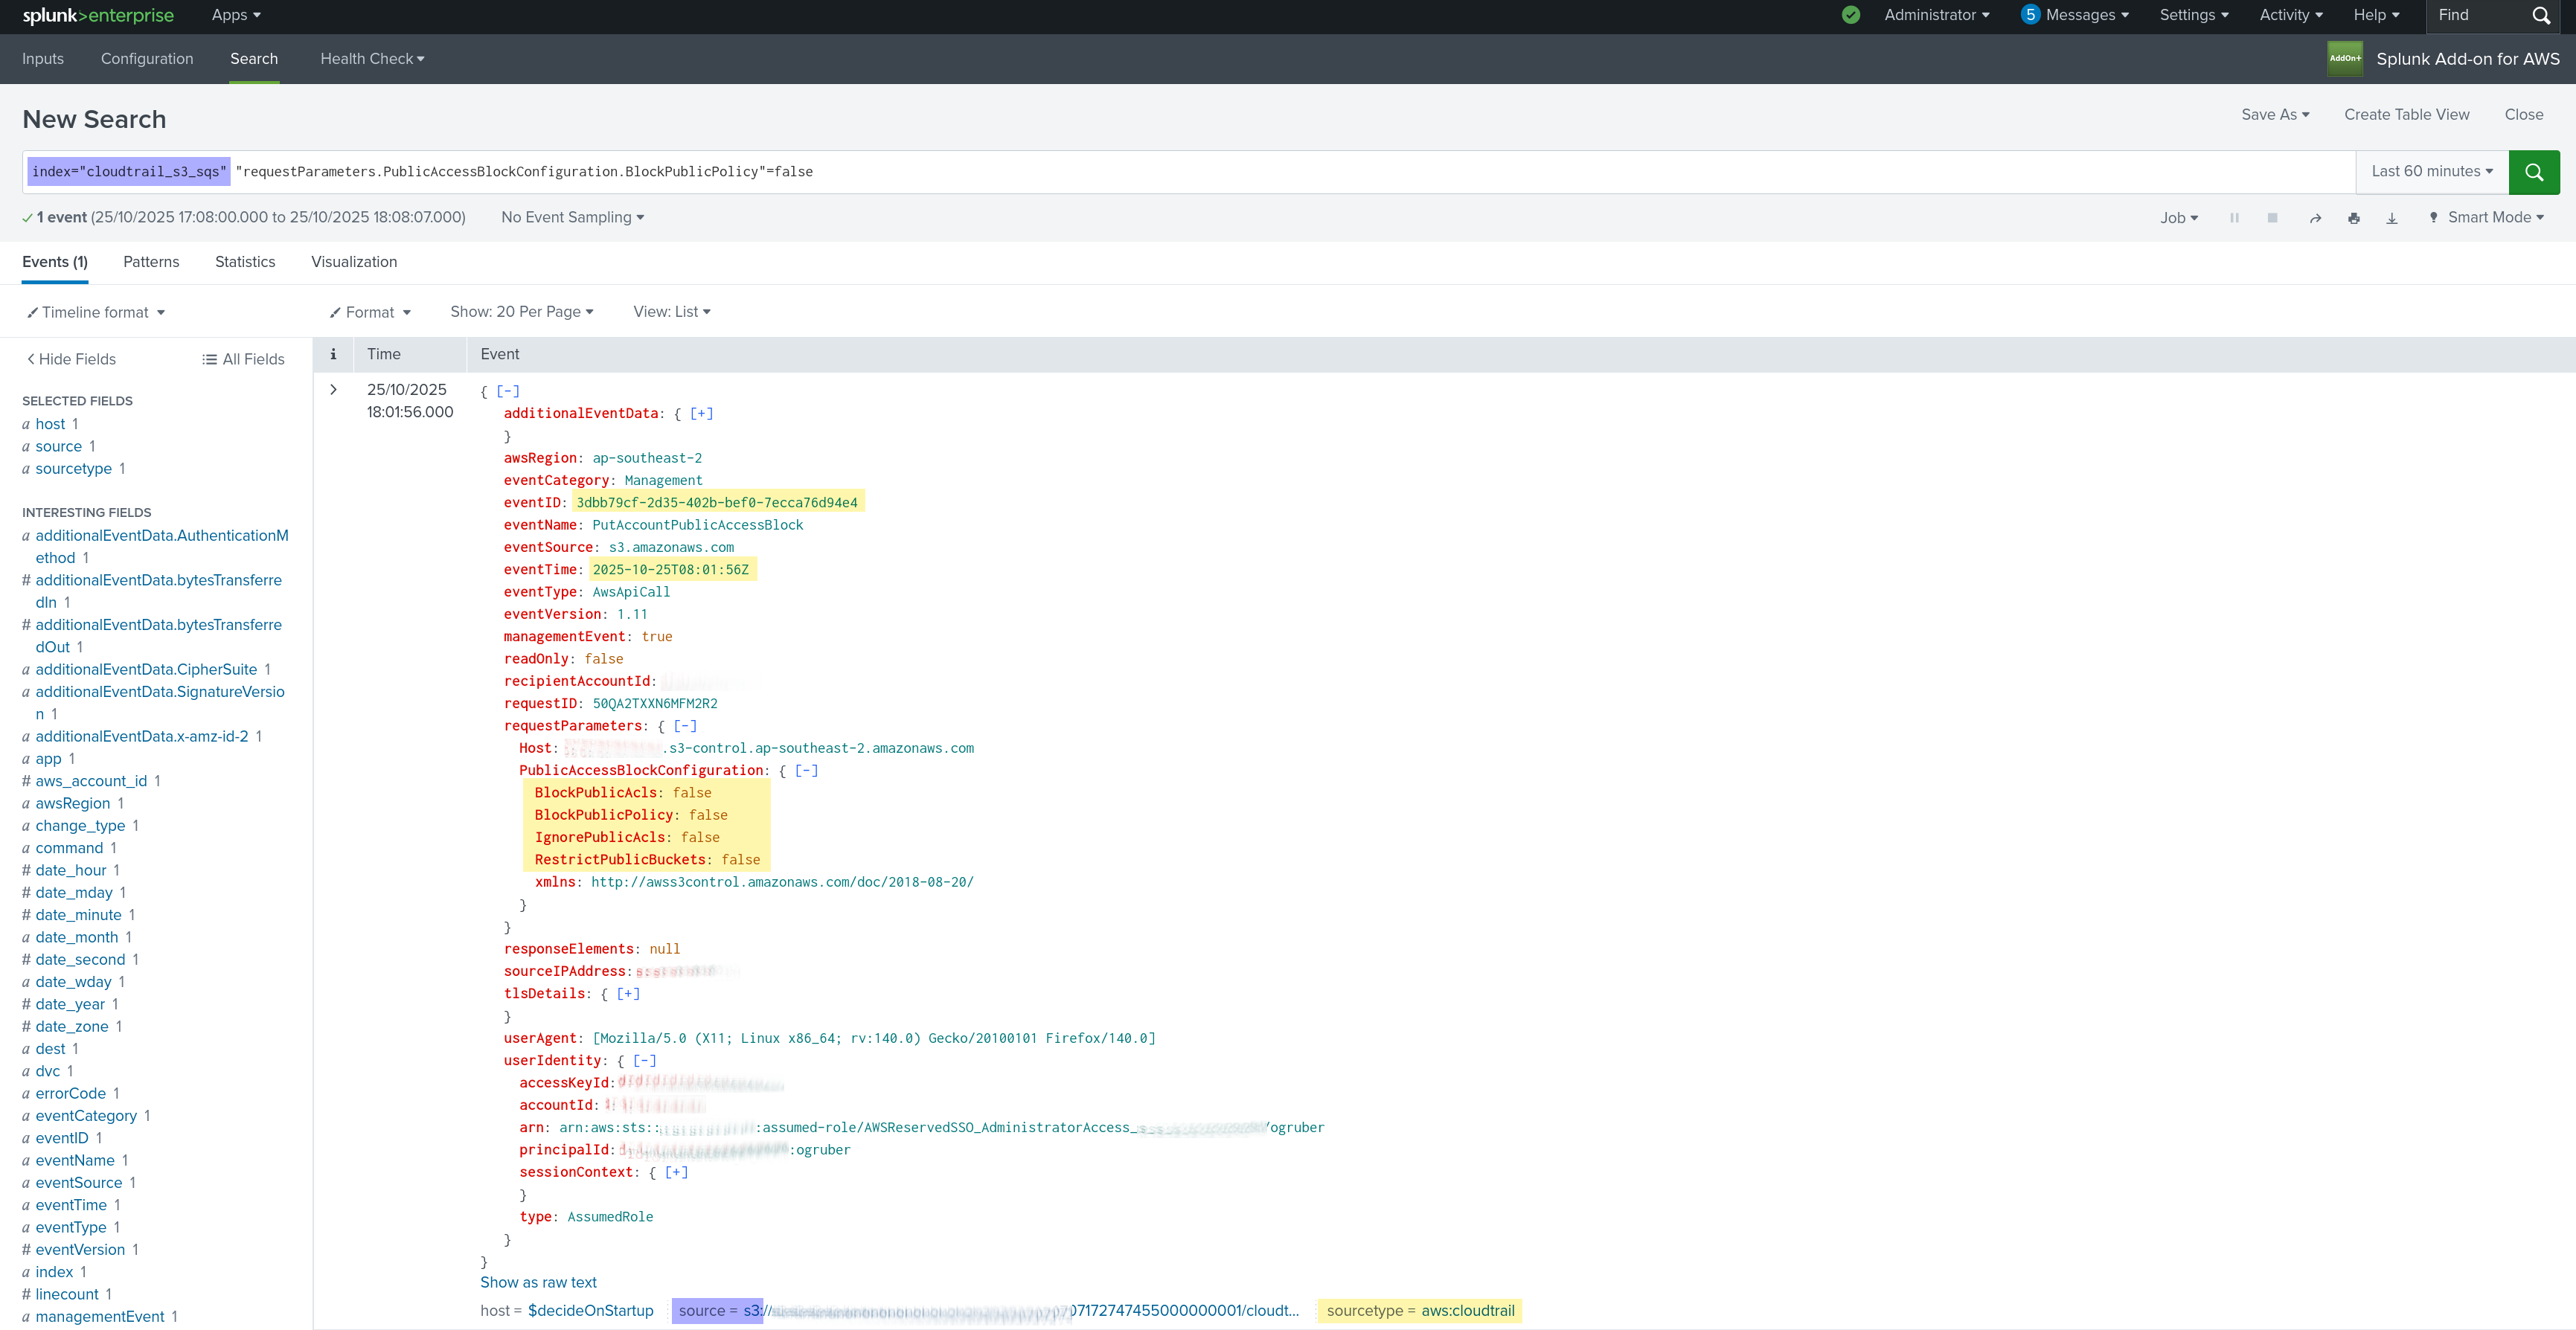 splunk>enterprise Apps Administrator 5 Messages Settings Activity Help Find
Inputs Configuration Search Health Check AddOn+ Splunk Add-on for AWS
New Search Save As Create Table View Close
index="cloudtrail_s3_sqs" "requestParameters.PublicAccessBlockConfiguration.BlockPublicPolicy"=false Last 60 minutes
1 event (25/10/2025 17:08:00.000 to 25/10/2025 18:08:07.000) No Event Sampling Job Smart Mode
Events (1) Patterns Statistics Visualization
Timeline format Format Show: 20 Per Page View: List
Hide Fields All Fields
SELECTED FIELDS
a host 1
a source 1
a sourcetype 1
INTERESTING FIELDS
a additionalEventData.AuthenticationM
ethod 1
# additionalEventData.bytesTransferre
dIn 1
# additionalEventData.bytesTransferre
dOut 1
a additionalEventData.CipherSuite 1
a additionalEventData.SignatureVersio
n 1
a additionalEventData.x-amz-id-2 1
a app 1
# aws_account_id 1
a awsRegion 1
a change_type 1
a command 1
# date_hour 1
# date_mday 1
# date_minute 1
a date_month 1
# date_second 1
a date_wday 1
# date_year 1
# date_zone 1
a dest 1
a dvc 1
a errorCode 1
a eventCategory 1
a eventID 1
a eventName 1
a eventSource 1
a eventTime 1
a eventType 1
# eventVersion 1
a index 1
# linecount 1
a managementEvent 1
i Time Event
25/10/2025
18:01:56.000
{ [-]
additionalEventData: { [+]
}
awsRegion: ap-southeast-2
eventCategory: Management
eventID: 3dbb79cf-2d35-402b-bef0-7ecca76d94e4
eventName: PutAccountPublicAccessBlock
eventSource: s3.amazonaws.com
eventTime: 2025-10-25T08:01:56Z
eventType: AwsApiCall
eventVersion: 1.11
managementEvent: true
readOnly: false
recipientAccountId:
requestID: 50QA2TXXN6MFM2R2
requestParameters: { [-]
Host: .s3-control.ap-southeast-2.amazonaws.com
PublicAccessBlockConfiguration: { [-]
BlockPublicAcls: false
BlockPublicPolicy: false
IgnorePublicAcls: false
RestrictPublicBuckets: false
xmlns: http://awss3control.amazonaws.com/doc/2018-08-20/
}
}
responseElements: null
sourceIPAddress:
tlsDetails: { [+]
}
userAgent: [Mozilla/5.0 (X11; Linux x86_64; rv:140.0) Gecko/20100101 Firefox/140.0]
userIdentity: { [-]
accessKeyId:
accountId:
arn: arn:aws:sts:: :assumed-role/AWSReservedSSO_AdministratorAccess_ /ogruber
principalId: :ogruber
sessionContext: { [+]
}
type: AssumedRole
}
}
Show as raw text
host = $decideOnStartup source = s3:// 0717274745500000001/cloudt... sourcetype = aws:cloudtrail